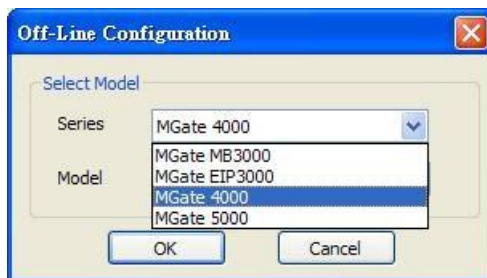 Off-Line Configuration
Select Model
Series
MGate 4000
MGate MB3000
MGate EIP3000
Model
MGate 4000
MGate 5000
OK
Cancel